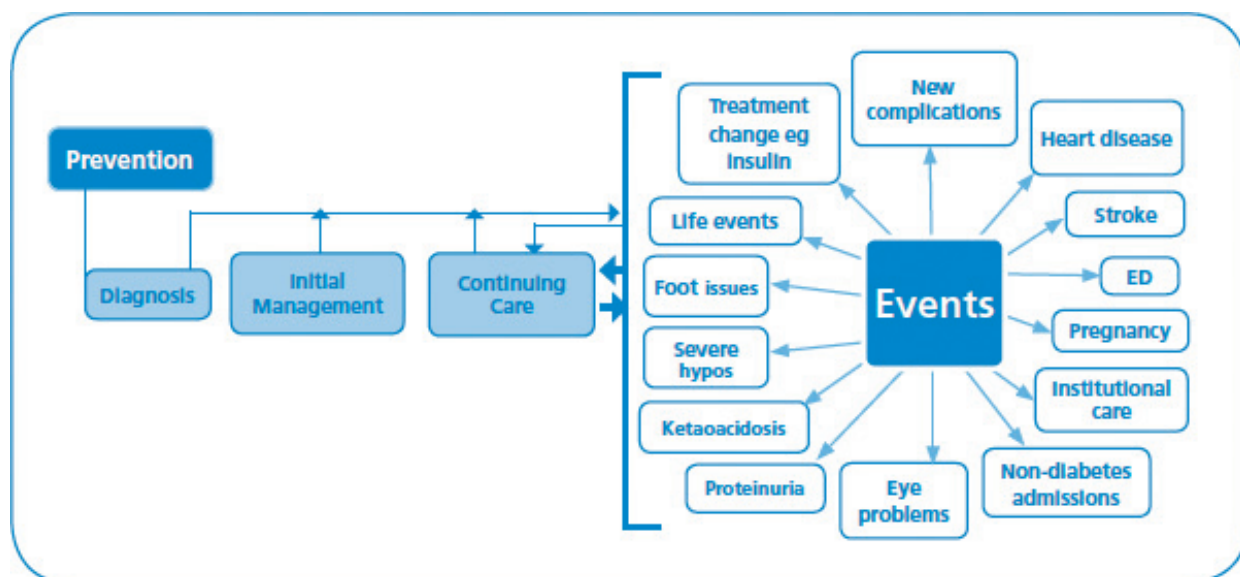 Prevention
Diagnosis
Initial
Management
Continuing
Care
Treatment
change eg
insulin
New
complications
Heart disease
Life events
Stroke
Foot issues
Events
ED
Severe
hypos
Pregnancy
Ketaoacidosis
Institutional
care
Proteinuria
Eye
problems
Non-diabetes
admissions